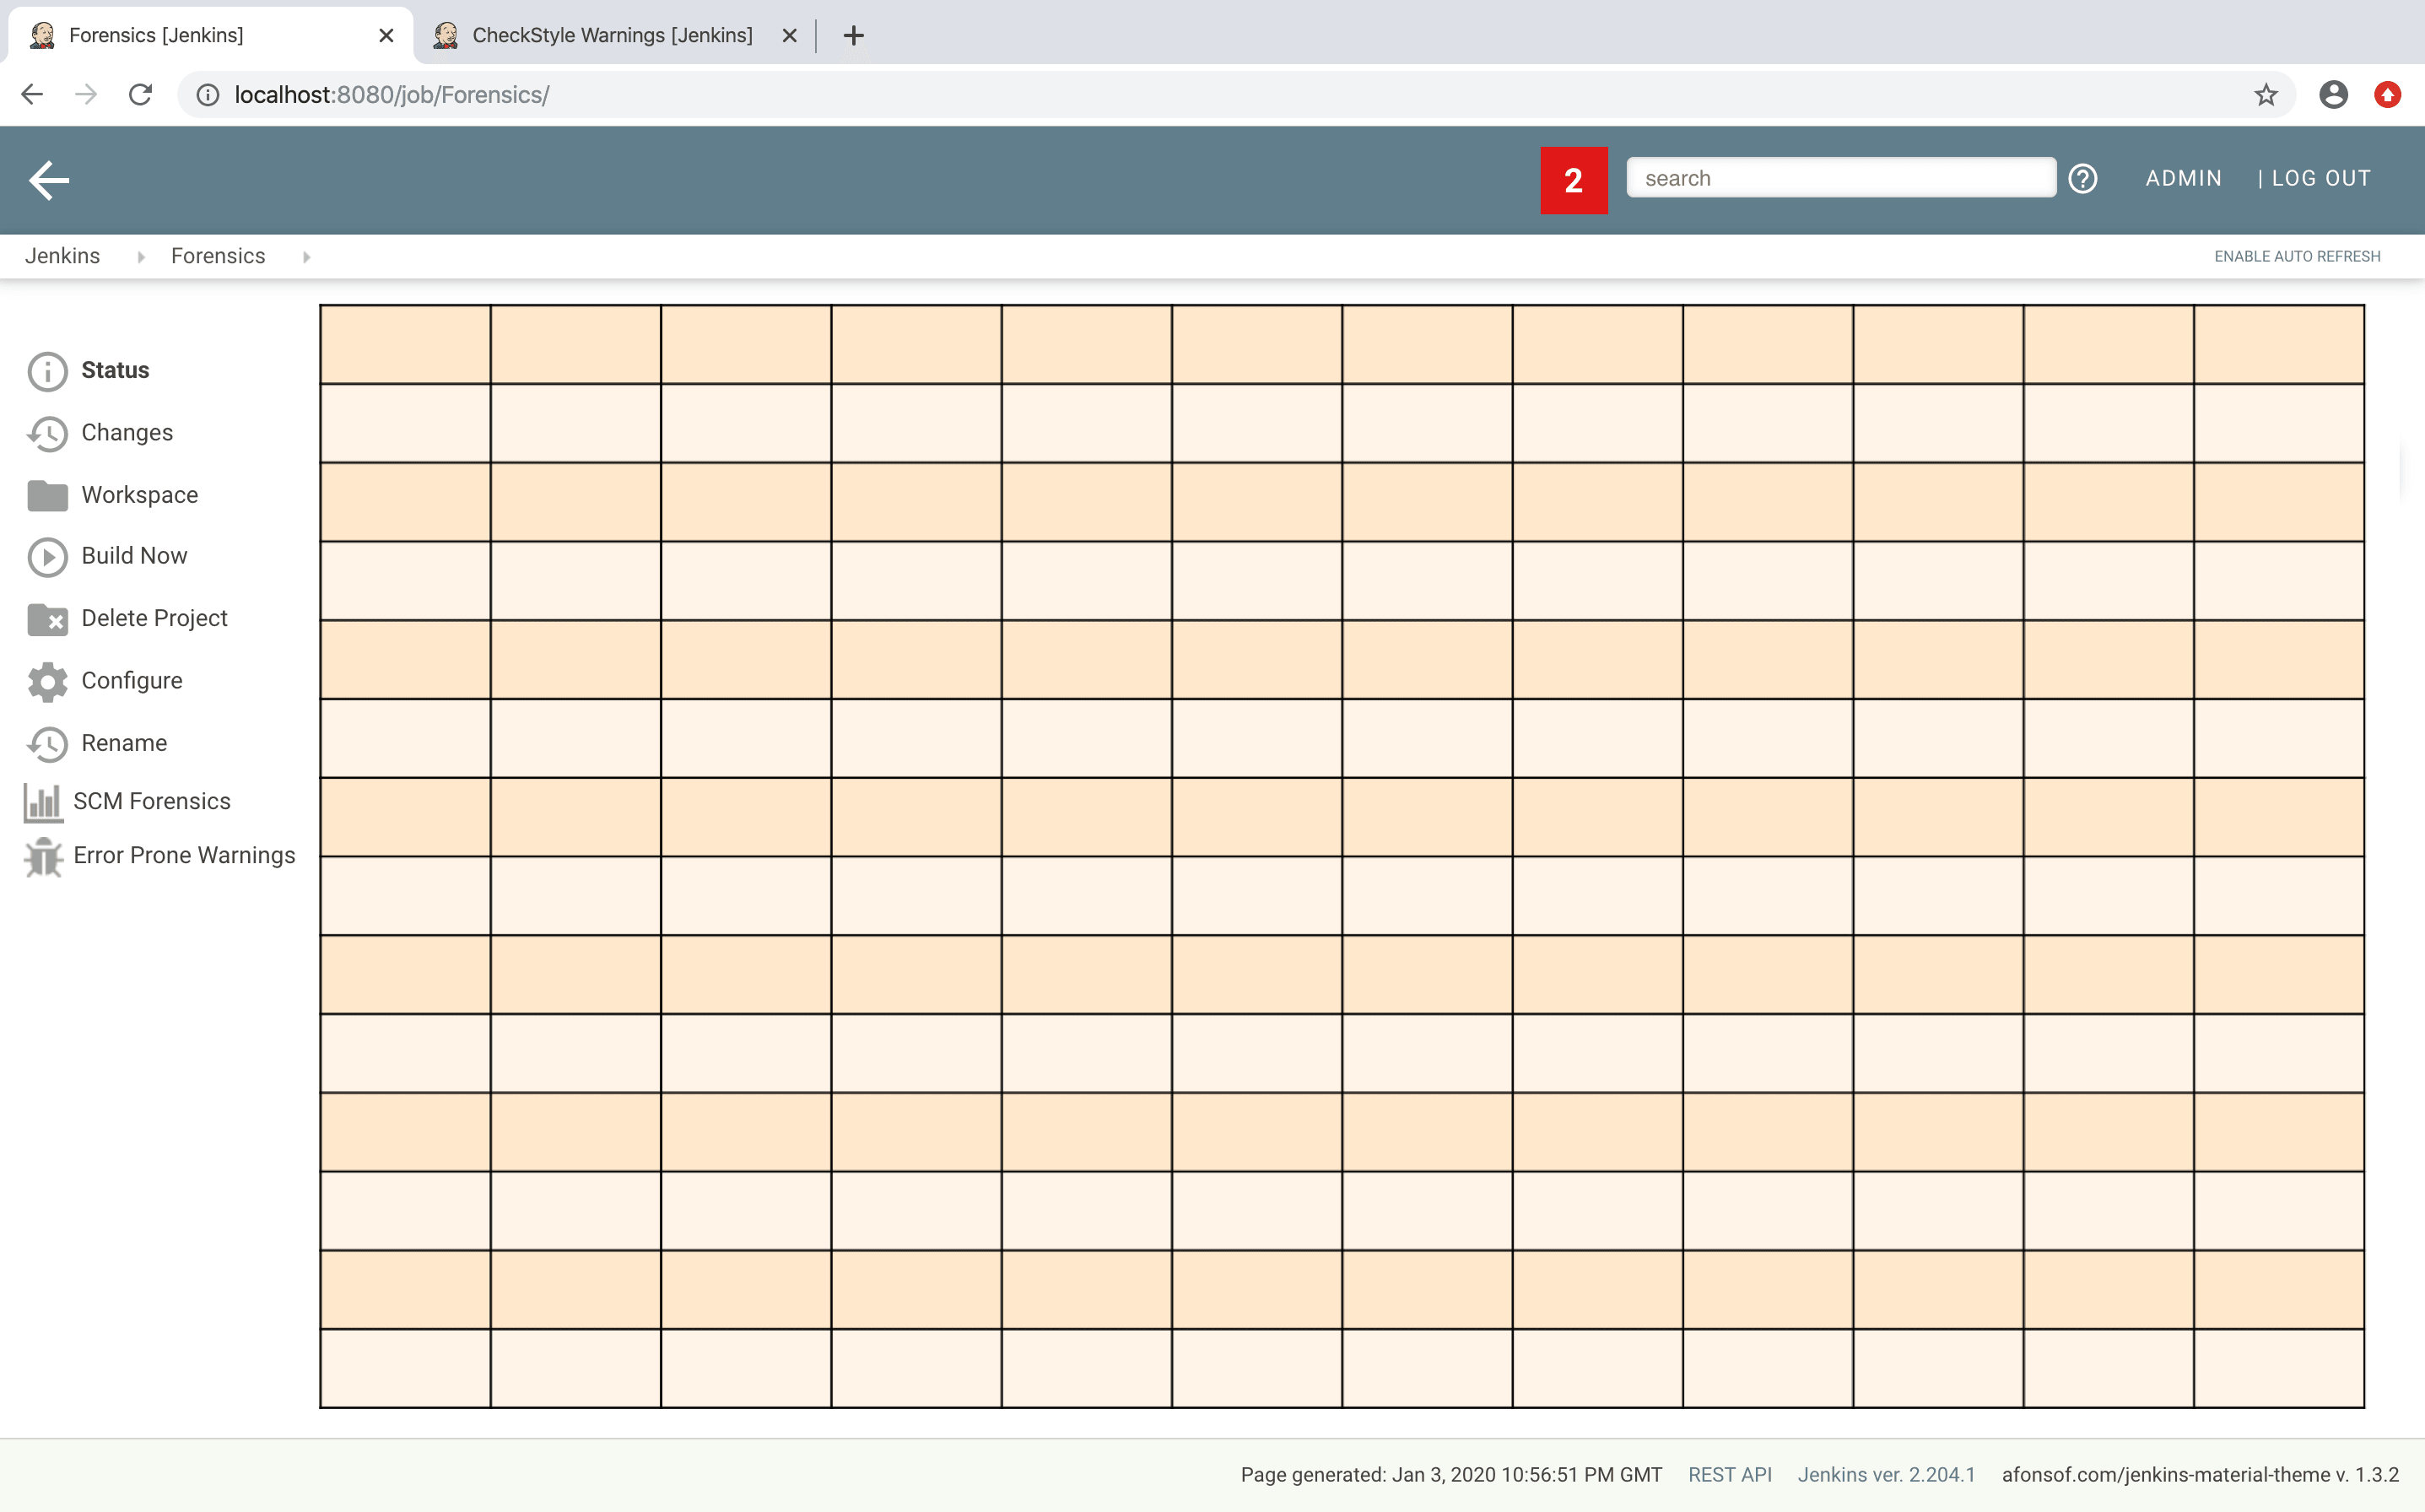 Forensics [Jenkins]
CheckStyle Warnings [Jenkins]
localhost:8080/job/Forensics/
2
search
ADMIN
| LOG OUT
Jenkins
Forensics
ENABLE AUTO REFRESH
Status
Changes
Workspace
Build Now
Delete Project
Configure
Rename
SCM Forensics
Error Prone Warnings
Page generated: Jan 3, 2020 10:56:51 PM GMT
REST API
Jenkins ver. 2.204.1
afonsof.com/jenkins-material-theme v. 1.3.2